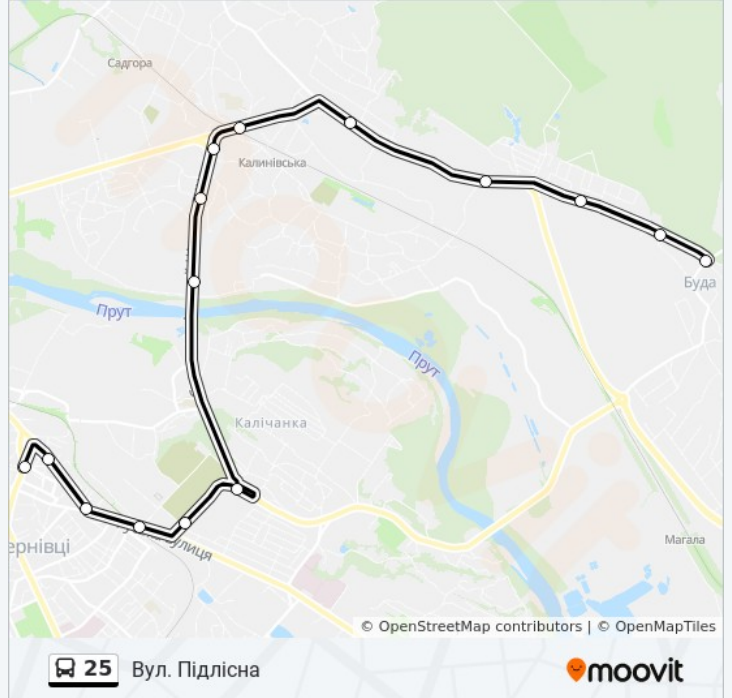 Садгора
Калинівська
Буда
Прут
Прут
Калічанка
ернівці
улиця
Магала
© OpenStreetMap contributors | © OpenMapTiles
25 Вул. Підлісна
moovit